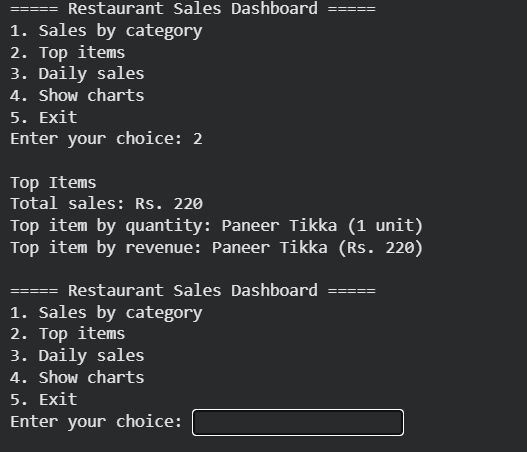 ===== Restaurant Sales Dashboard =====
1. Sales by category
2. Top items
3. Daily sales
4. Show charts
5. Exit
Enter your choice: 2
Top Items
Total sales: Rs. 220
Top item by quantity: Paneer Tikka (1 unit)
Top item by revenue: Paneer Tikka (Rs. 220)
===== Restaurant Sales Dashboard =====
1. Sales by category
2. Top items
3. Daily sales
4. Show charts
5. Exit
Enter your choice: